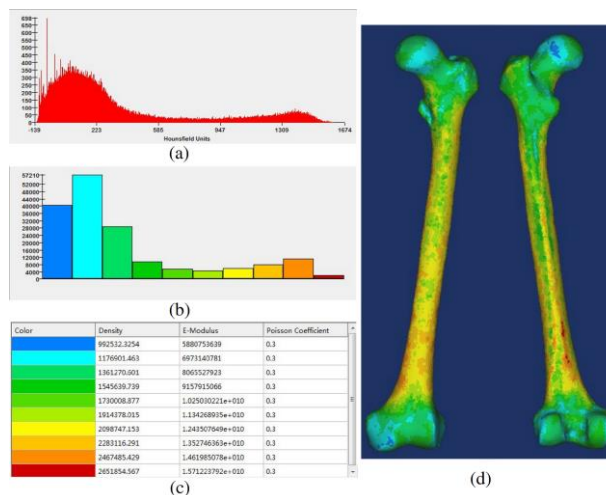 698
650
600
550
500
450
400
350
300
250
200
150
100
50
0
-139 223 585 947 1309 1674
Hounsfield Units
(a)
57210
52000
48000
44000
40000
36000
32000
28000
24000
20000
16000
12000
8000
4000
0
(b)
Color Density E-Modulus Poisson Coefficient
992532.3254 5880753639 0.3
1176901.463 6973140781 0.3
1361270.601 8065527923 0.3
1545639.739 9157915066 0.3
1730008.877 1.025030221e+010 0.3
1914378.015 1.134268935e+010 0.3
2098747.153 1.243507649e+010 0.3
2283116.291 1.352746363e+010 0.3
2467485.429 1.461985078e+010 0.3
2651854.567 1.571223792e+010 0.3
(c)
(d)